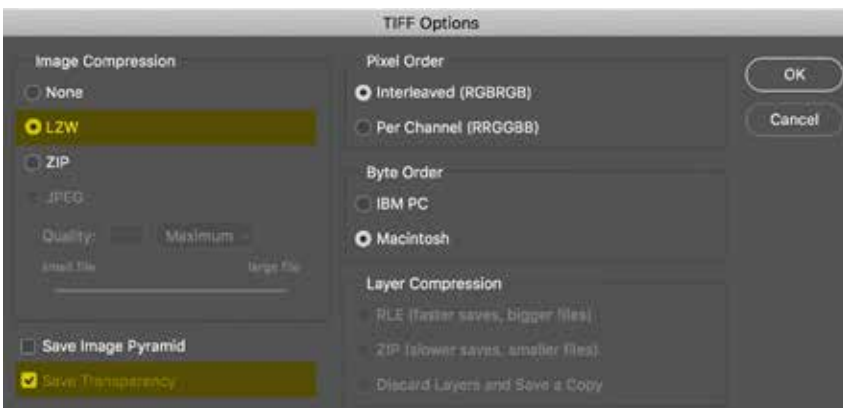 TIFF Options
Image Compression
None
LZW
ZIP
JPEG
Quality:
Maximum
small file
large file
Save Image Pyramid
Save Transparency
Pixel Order
Interleaved (RGBRGB)
Per Channel (RRGGBB)
Byte Order
IBM PC
Macintosh
Layer Compression
RLE (faster saves, bigger files)
ZIP (slower saves, smaller files)
Discard Layers and Save a Copy
OK
Cancel